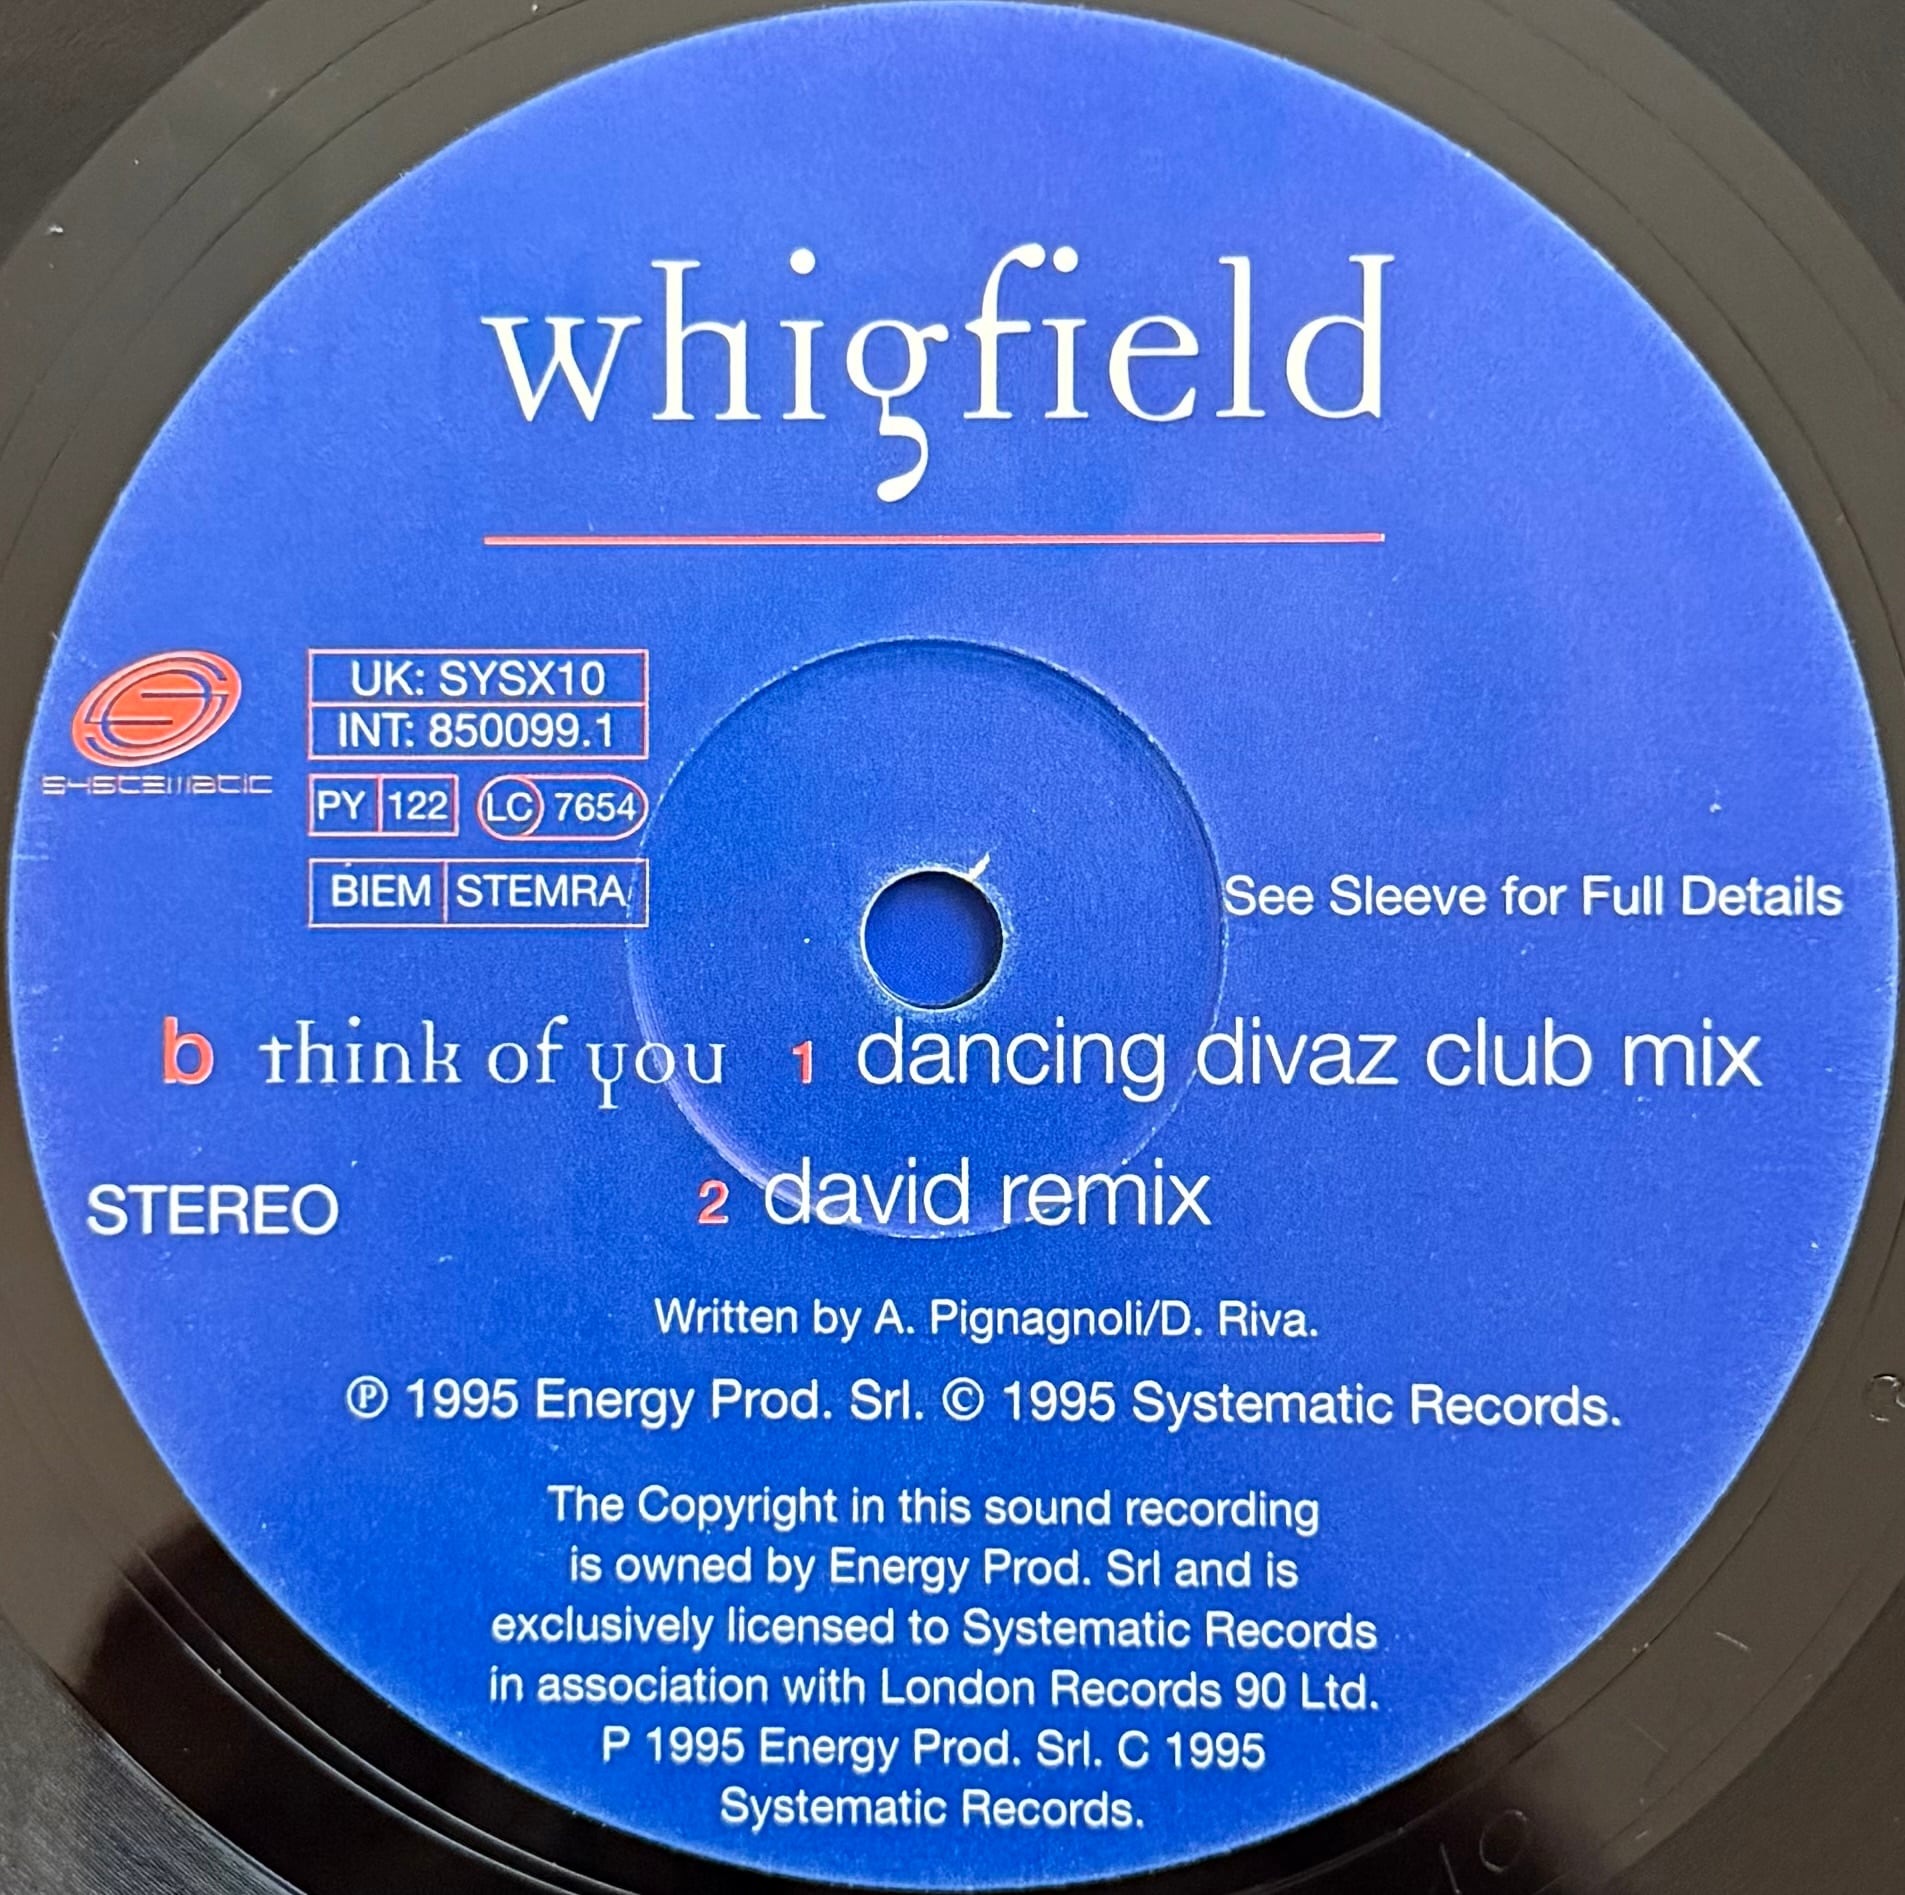 whigfield
systematic
UK: SYSX10
INT: 850099.1
PY 122 LC 7654
BIEM STEMRA
See Sleeve for Full Details
b think of you 1 dancing divaz club mix
2 david remix
STEREO
Written by A. Pignagnoli/D. Riva.
℗ 1995 Energy Prod. Srl. © 1995 Systematic Records.
The Copyright in this sound recording
is owned by Energy Prod. Srl and is
exclusively licensed to Systematic Records
in association with London Records 90 Ltd.
P 1995 Energy Prod. Srl. C 1995
Systematic Records.